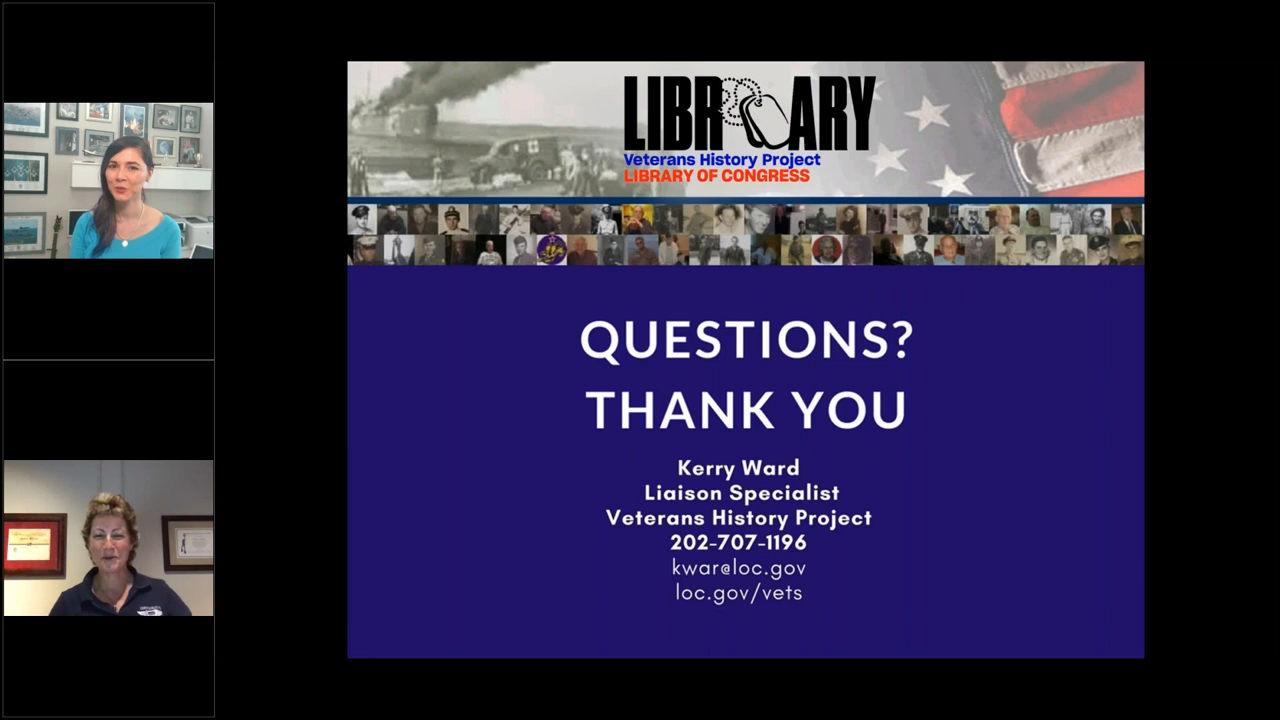 LIBRARY
Veterans History Project
LIBRARY OF CONGRESS
QUESTIONS?
THANK YOU
Kerry Ward
Liaison Specialist
Veterans History Project
202-707-1196
kwar@loc.gov
loc.gov/vets